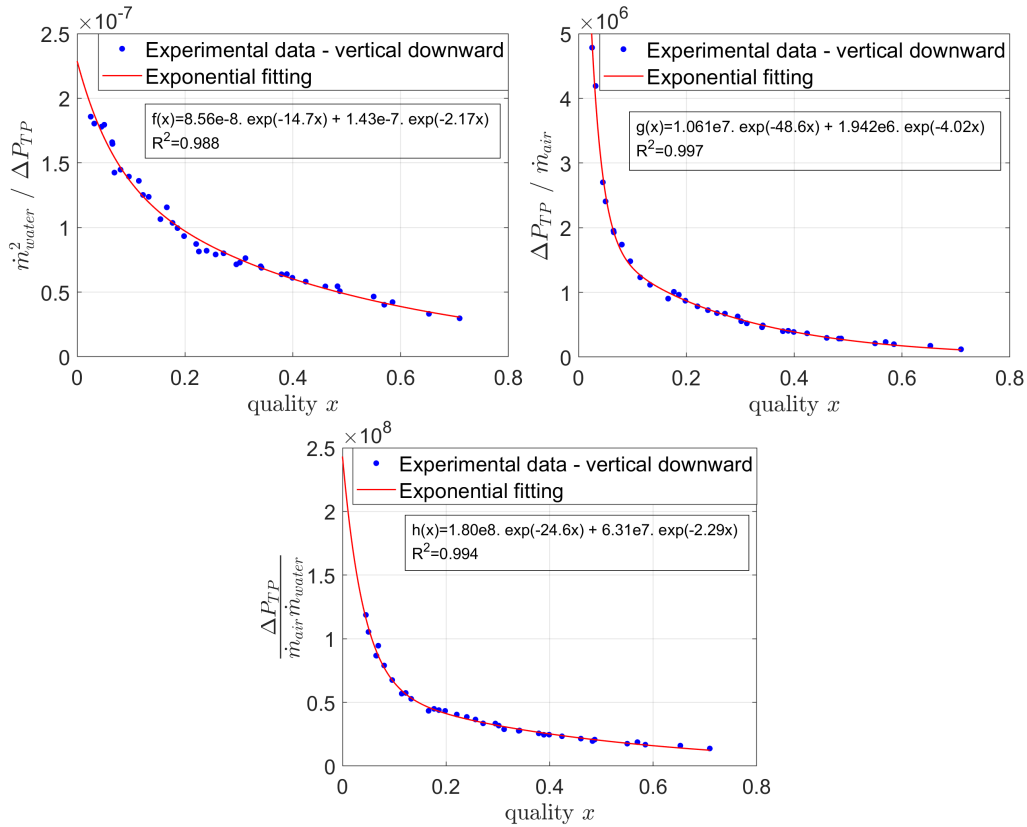 ×10⁻⁷
2.5
2
1.5
1
0.5
0
0 0.2 0.4 0.6 0.8
quality x
ṁ²water / ΔP_TP
Experimental data - vertical downward
Exponential fitting
f(x)=8.56e-8. exp(-14.7x) + 1.43e-7. exp(-2.17x)
R²=0.988
×10⁶
5
4
3
2
1
0
0 0.2 0.4 0.6 0.8
quality x
ΔP_TP / ṁ_air
Experimental data - vertical downward
Exponential fitting
g(x)=1.061e7. exp(-48.6x) + 1.942e6. exp(-4.02x)
R²=0.997
×10⁸
2.5
2
1.5
1
0.5
0
0 0.2 0.4 0.6 0.8
quality x
ΔP_TP
ṁ_air ṁ_water
Experimental data - vertical downward
Exponential fitting
h(x)=1.80e8. exp(-24.6x) + 6.31e7. exp(-2.29x)
R²=0.994